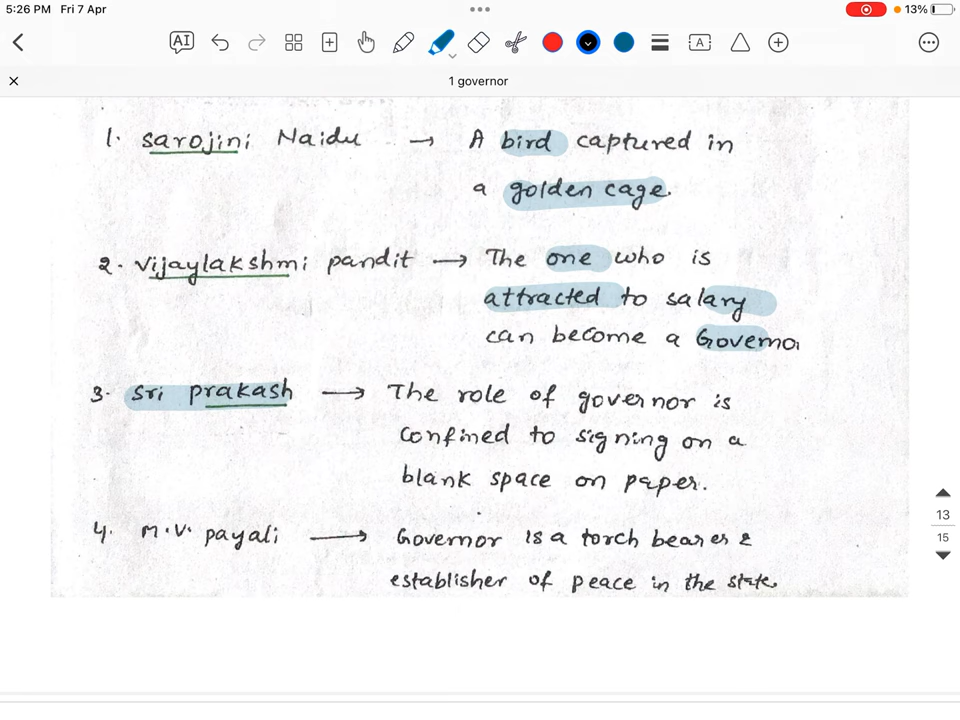 5:26 PM Fri 7 Apr
13%
AI
A
1 governor
1. Sarojini Naidu → A bird captured in
a golden cage.
2. Vijaylakshmi pandit → The one who is
attracted to salary
can become a Governor
3. Sri prakash → The role of governor is
confined to signing on a
blank space on paper.
4. M.V. payali → Governor is a torch bearer &
establisher of peace in the state.
13
15